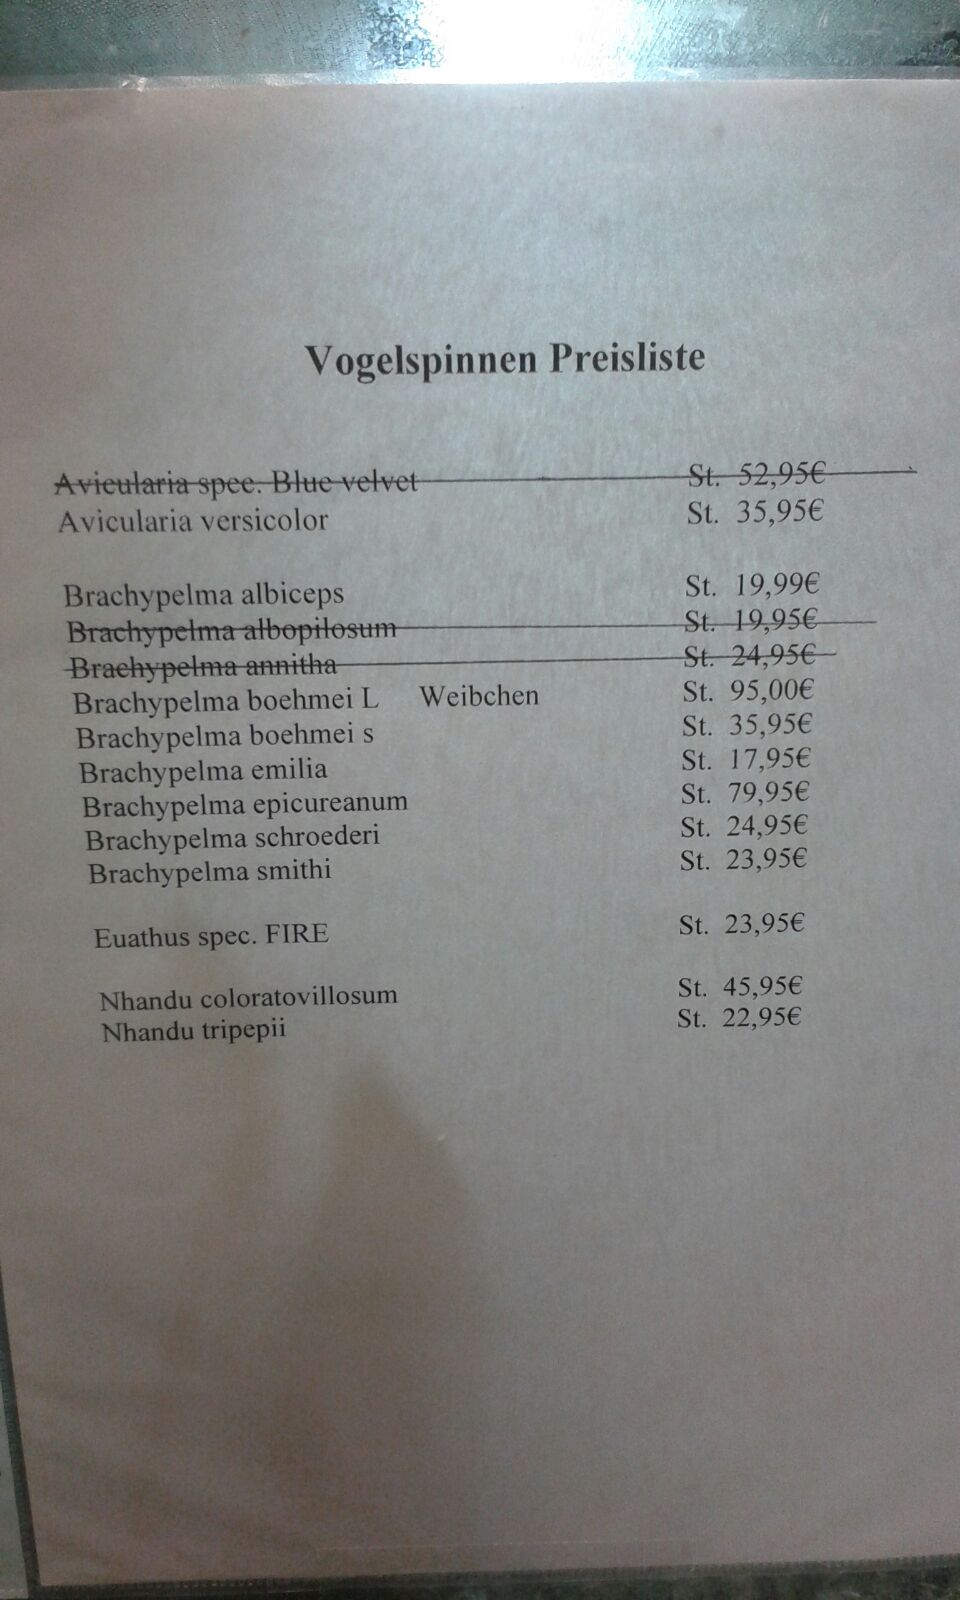 Vogelspinnen Preisliste
Avicularia spec. Blue velvet St. 52,95€
Avicularia versicolor St. 35,95€
Brachypelma albiceps St. 19,99€
Brachypelma albopilosum St. 19,95€
Brachypelma annitha St. 24,95€
Brachypelma boehmei L Weibchen St. 95,00€
Brachypelma boehmei s St. 35,95€
Brachypelma emilia St. 17,95€
Brachypelma epicureanum St. 79,95€
Brachypelma schroederi St. 24,95€
Brachypelma smithi St. 23,95€
Euathus spec. FIRE St. 23,95€
Nhandu coloratovillosum St. 45,95€
Nhandu tripepii St. 22,95€